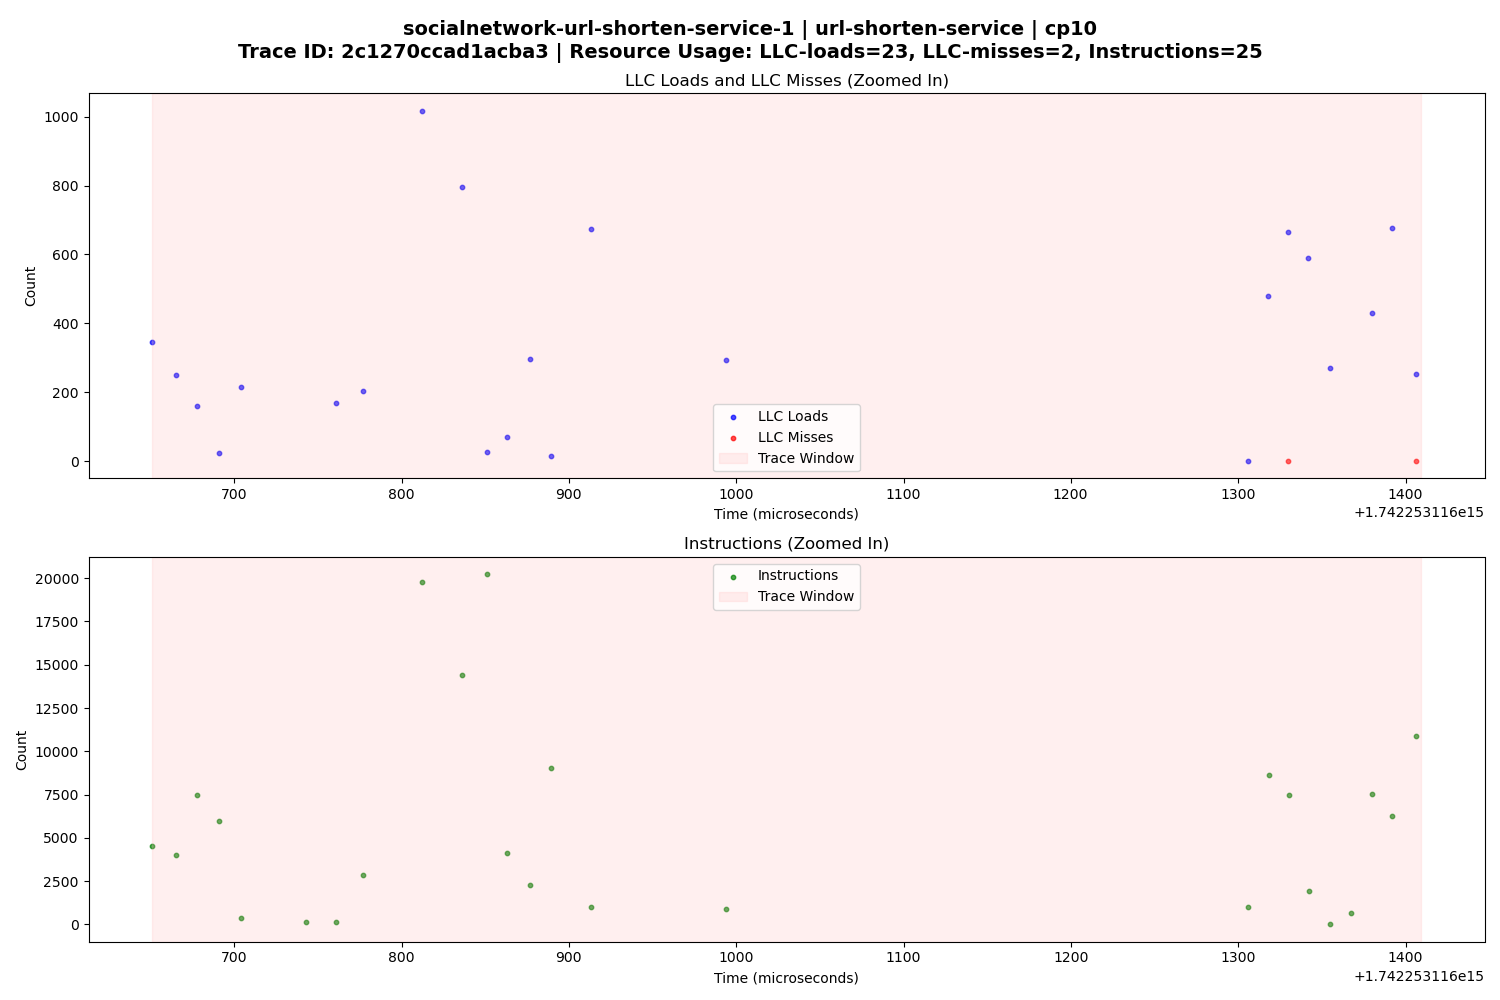 socialnetwork-url-shorten-service-1 | url-shorten-service | cp10
Trace ID: 2c1270ccad1acba3 | Resource Usage: LLC-loads=23, LLC-misses=2, Instructions=25
LLC Loads and LLC Misses (Zoomed In)
1000
800
600
400
200
0
Count
LLC Loads
LLC Misses
Trace Window
700 800 900 1000 1100 1200 1300 1400
Time (microseconds)
+1.742253116e15
Instructions (Zoomed In)
20000
17500
15000
12500
10000
7500
5000
2500
0
Count
Instructions
Trace Window
700 800 900 1000 1100 1200 1300 1400
Time (microseconds)
+1.742253116e15